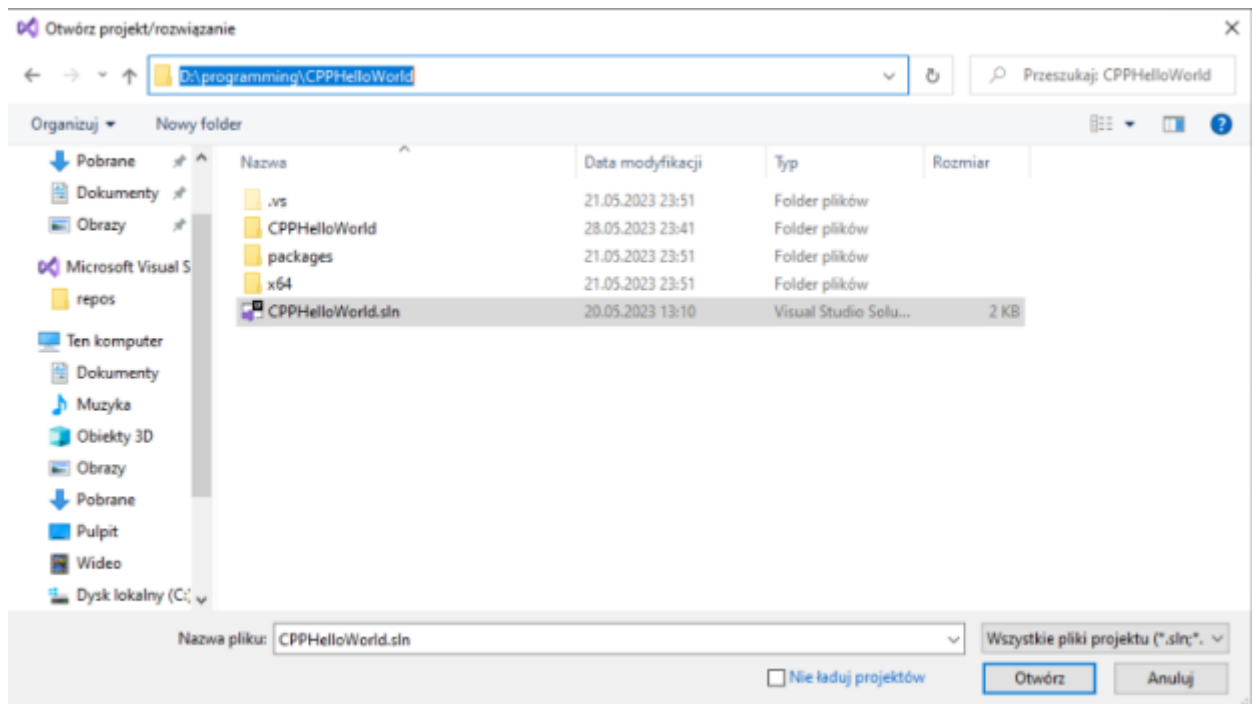 Otwórz projekt/rozwiązanie
D:\programming\CPPHelloWorld
Przeszukaj: CPPHelloWorld
Organizuj
Nowy folder
Pobrane
Dokumenty
Obrazy
Microsoft Visual S
repos
Ten komputer
Dokumenty
Muzyka
Obiekty 3D
Obrazy
Pobrane
Pulpit
Wideo
Dysk lokalny (C:)
Nazwa Data modyfikacji Typ Rozmiar
.vs 21.05.2023 23:51 Folder plików
CPPHelloWorld 28.05.2023 23:41 Folder plików
packages 21.05.2023 23:51 Folder plików
x64 21.05.2023 23:51 Folder plików
CPPHelloWorld.sln 20.05.2023 13:10 Visual Studio Solu... 2 KB
Nazwa pliku: CPPHelloWorld.sln
Wszystkie pliki projektu (*.sln;*.
Nie ładuj projektów
Otwórz
Anuluj